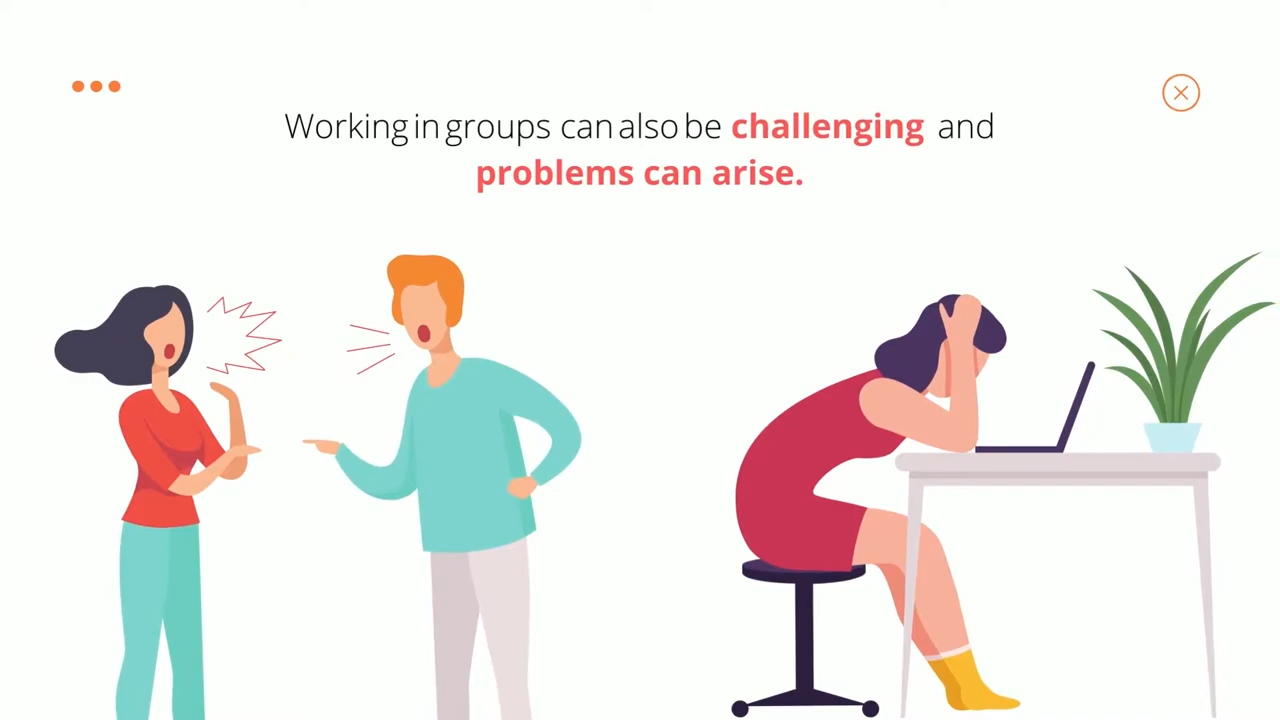 Working in groups can also be challenging and
problems can arise.